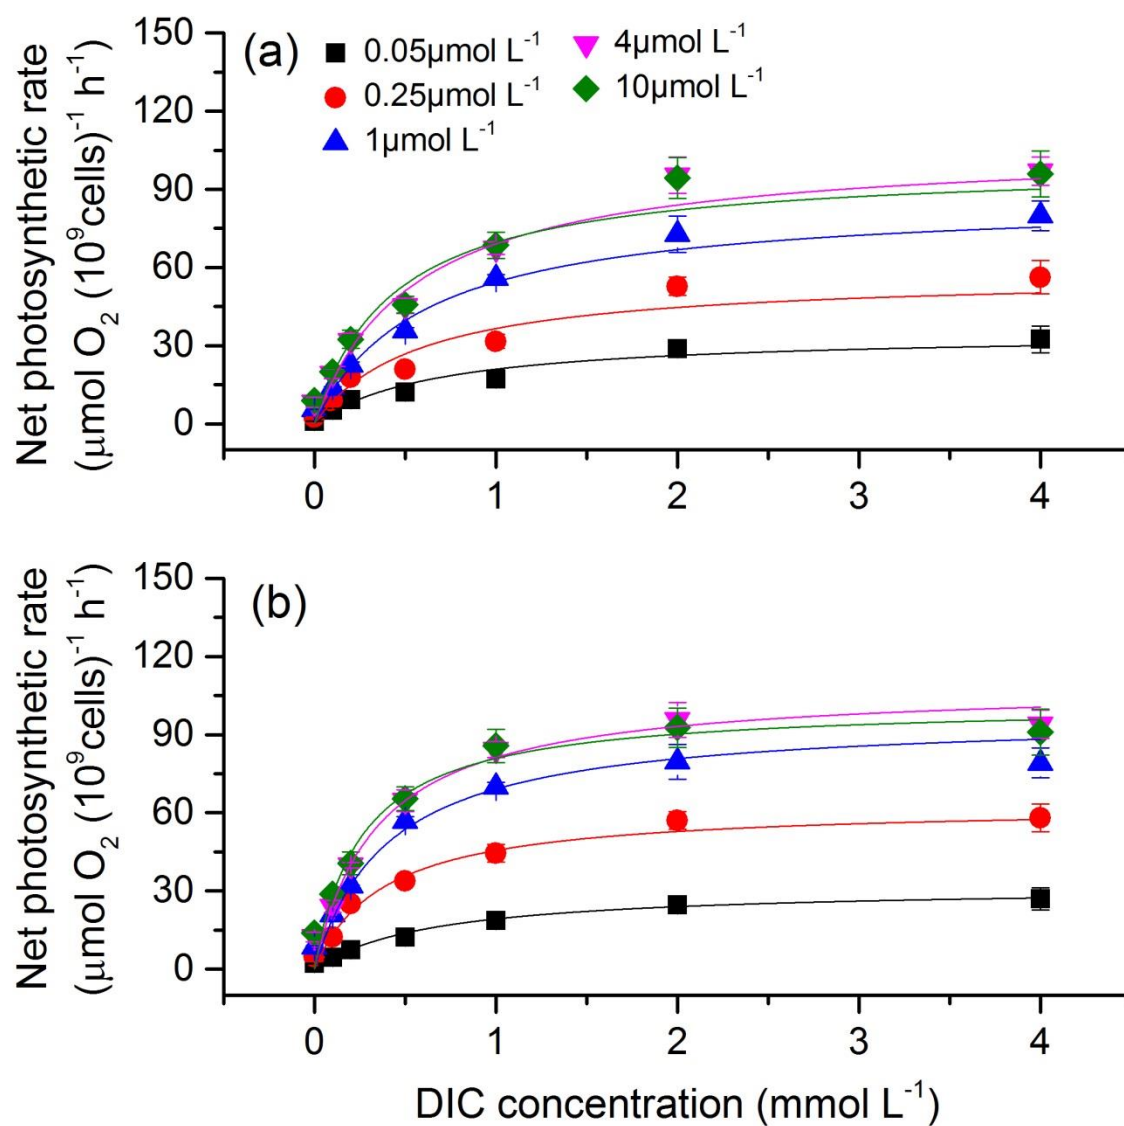 (a)
0.05µmol L⁻¹
0.25µmol L⁻¹
1µmol L⁻¹
4µmol L⁻¹
10µmol L⁻¹
Net photosynthetic rate
(µmol O₂ (10⁹cells)⁻¹ h⁻¹)
150
120
90
60
30
0
0 1 2 3 4
(b)
Net photosynthetic rate
(µmol O₂ (10⁹cells)⁻¹ h⁻¹)
150
120
90
60
30
0
0 1 2 3 4
DIC concentration (mmol L⁻¹)